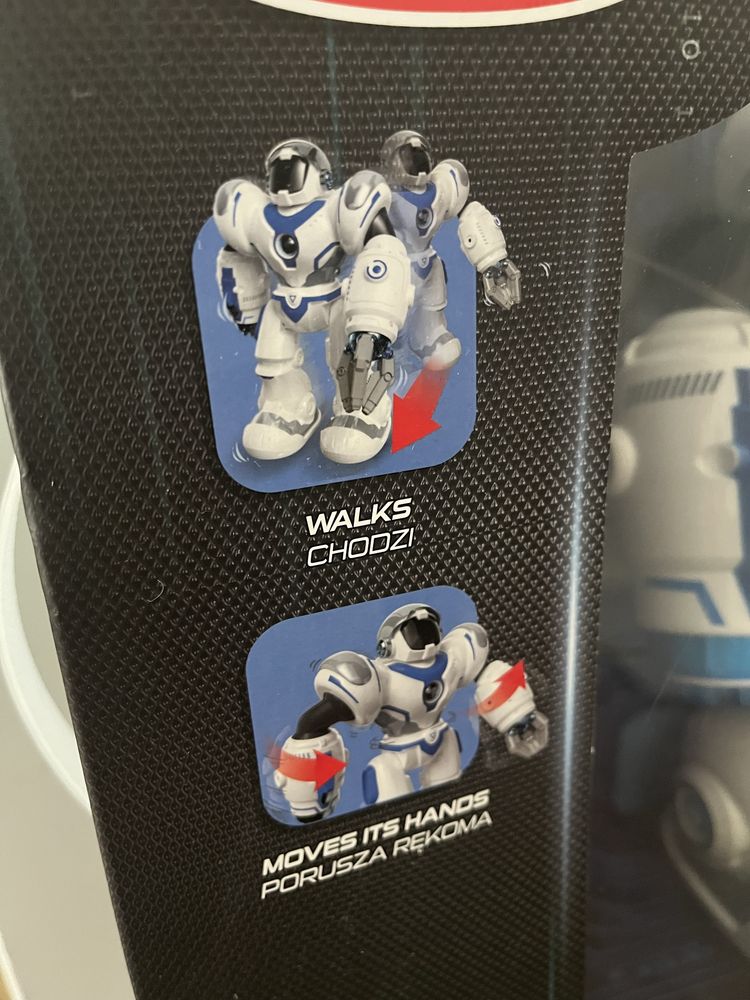 WALKS
CHODZI
MOVES ITS HANDS
PORUSZA RĘKOMA